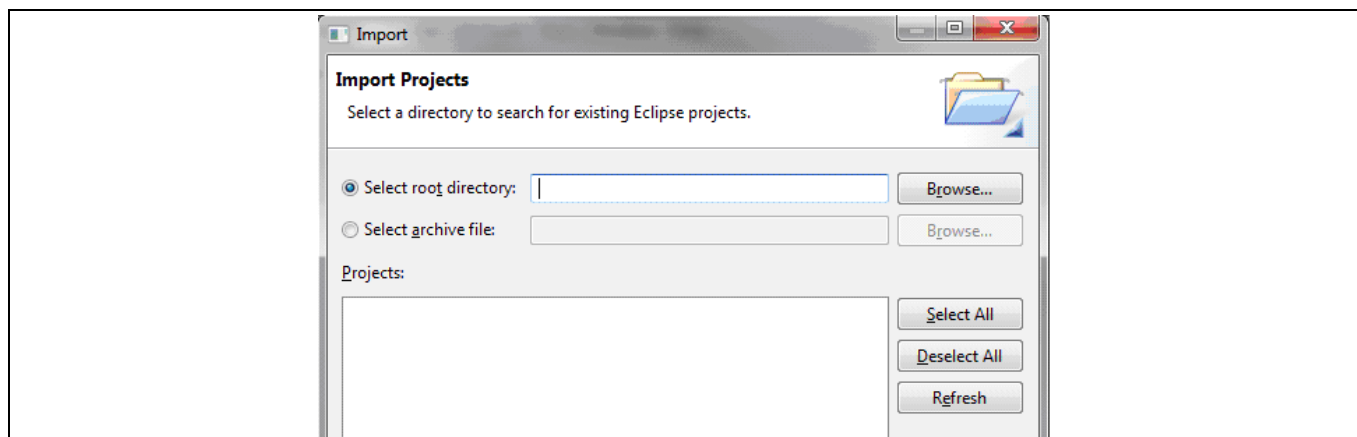 Import
Import Projects
Select a directory to search for existing Eclipse projects.
Select root directory: Browse...
Select archive file: Browse...
Projects:
Select All
Deselect All
Refresh